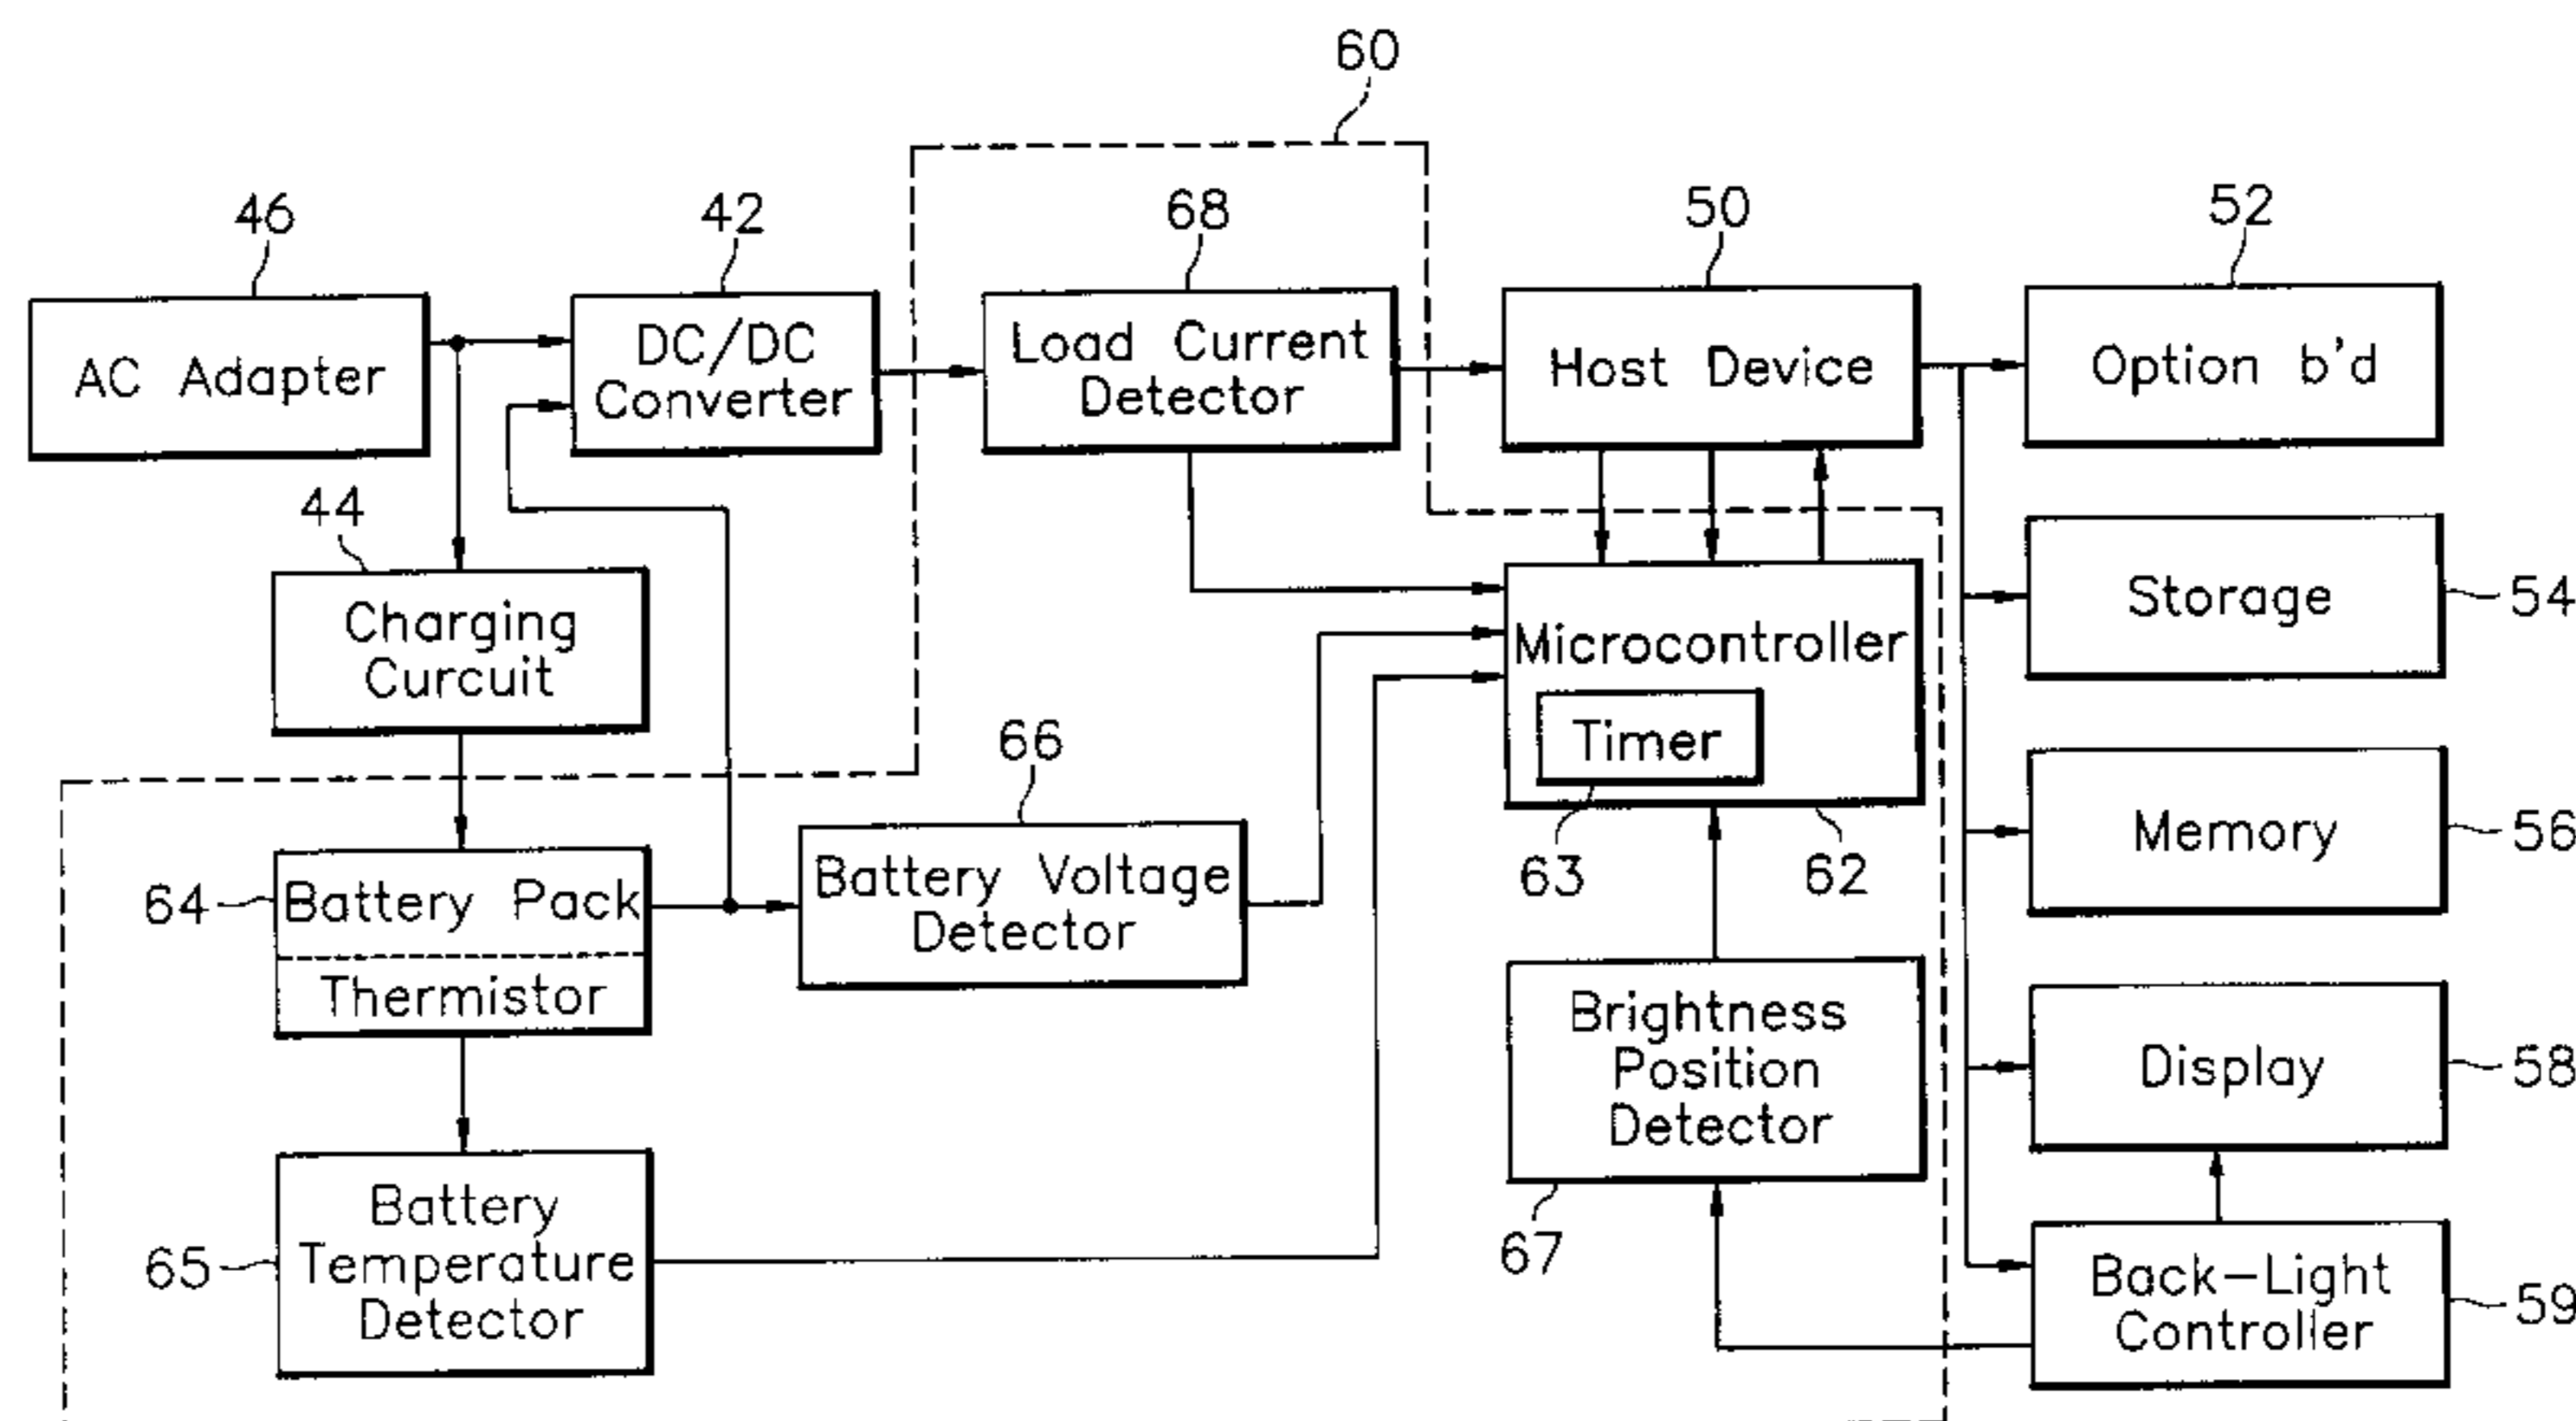 60
46
42
68
50
52
AC Adapter
DC/DC
Converter
Load Current
Detector
Host Device
Option b'd
44
Charging
Curcuit
Storage
54
Microcontroller
Timer
63
62
66
Memory
56
64
Battery Pack
Thermistor
Battery Voltage
Detector
Brightness
Position
Detector
67
Display
58
65
Battery
Temperature
Detector
Back-Light
Controller
59